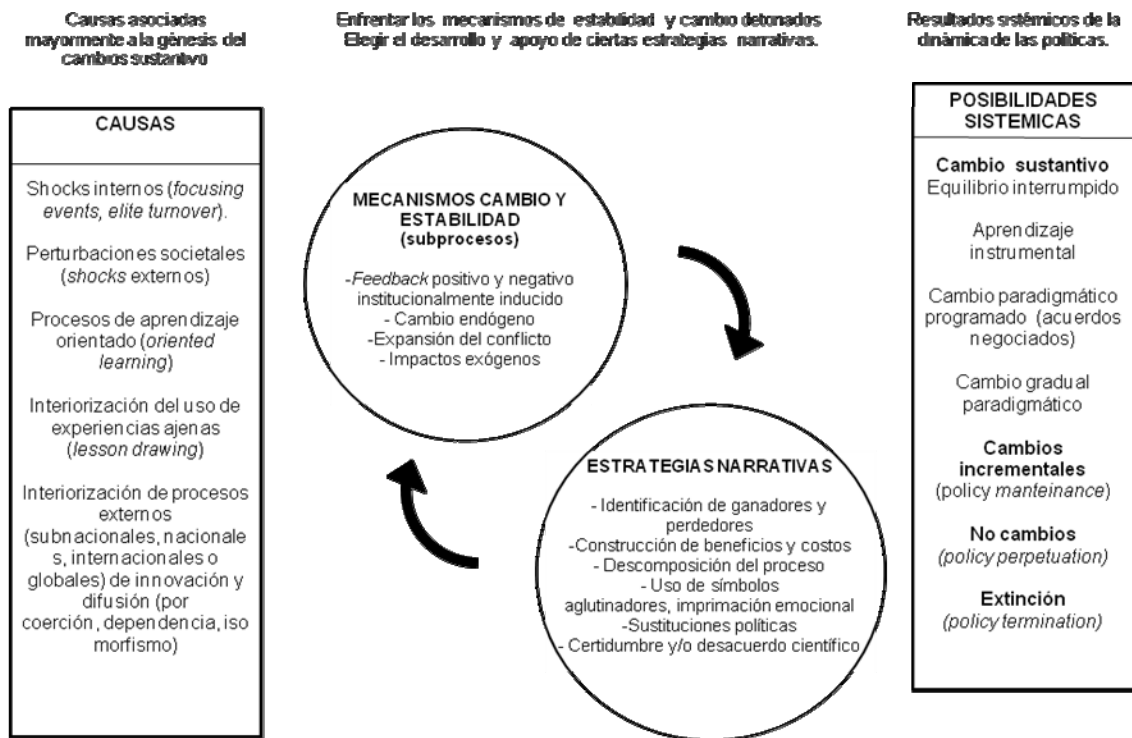 Causas asociadas
mayormente a la génesis del
cambios sustantivo
Enfrentar los mecanismos de estabilidad y cambio detonados
Elegir el desarrollo y apoyo de ciertas estrategias narrativas.
Resultados sistémicos de la
dinámica de las políticas.
CAUSAS
Shocks internos (focusing
events, elite turnover).
Perturbaciones societales
(shocks externos)
Procesos de aprendizaje
orientado (oriented
learning)
Interiorización del uso de
experiencias ajenas
(lesson drawing)
Interiorización de procesos
externos
(subnacionales, nacionale
s, internacionales o
globales) de innovación y
difusión (por
coerción, dependencia, iso
morfismo)
MECANISMOS CAMBIO Y
ESTABILIDAD
(subprocesos)
-Feedback positivo y negativo
institucionalmente inducido
- Cambio endógeno
-Expansión del conflicto
- Impactos exógenos
ESTRATEGIAS NARRATIVAS
- Identificación de ganadores y
perdedores
-Construcción de beneficios y costos
- Descomposición del proceso
- Uso de símbolos
aglutinadores, imprimación emocional
-Sustituciones políticas
- Certidumbre y/o desacuerdo científico
POSIBILIDADES
SISTEMICAS
Cambio sustantivo
Equilibrio interrumpido
Aprendizaje
instrumental
Cambio paradigmático
programado (acuerdos
negociados)
Cambio gradual
paradigmático
Cambios
incrementales
(policy manteinance)
No cambios
(policy perpetuation)
Extinción
(policy termination)